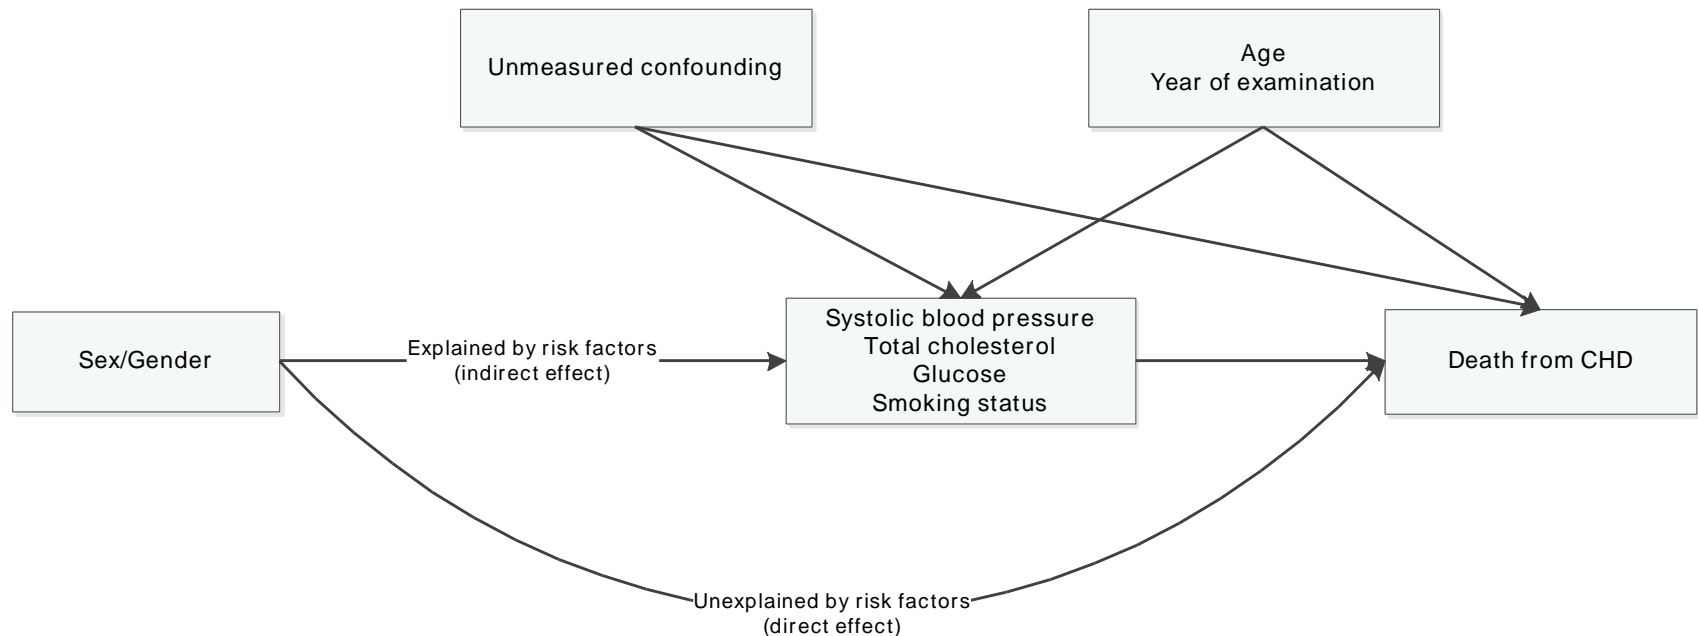 Unmeasured confounding
Age
Year of examination
Sex/Gender
Explained by risk factors
(indirect effect)
Systolic blood pressure
Total cholesterol
Glucose
Smoking status
Death from CHD
Unexplained by risk factors
(direct effect)